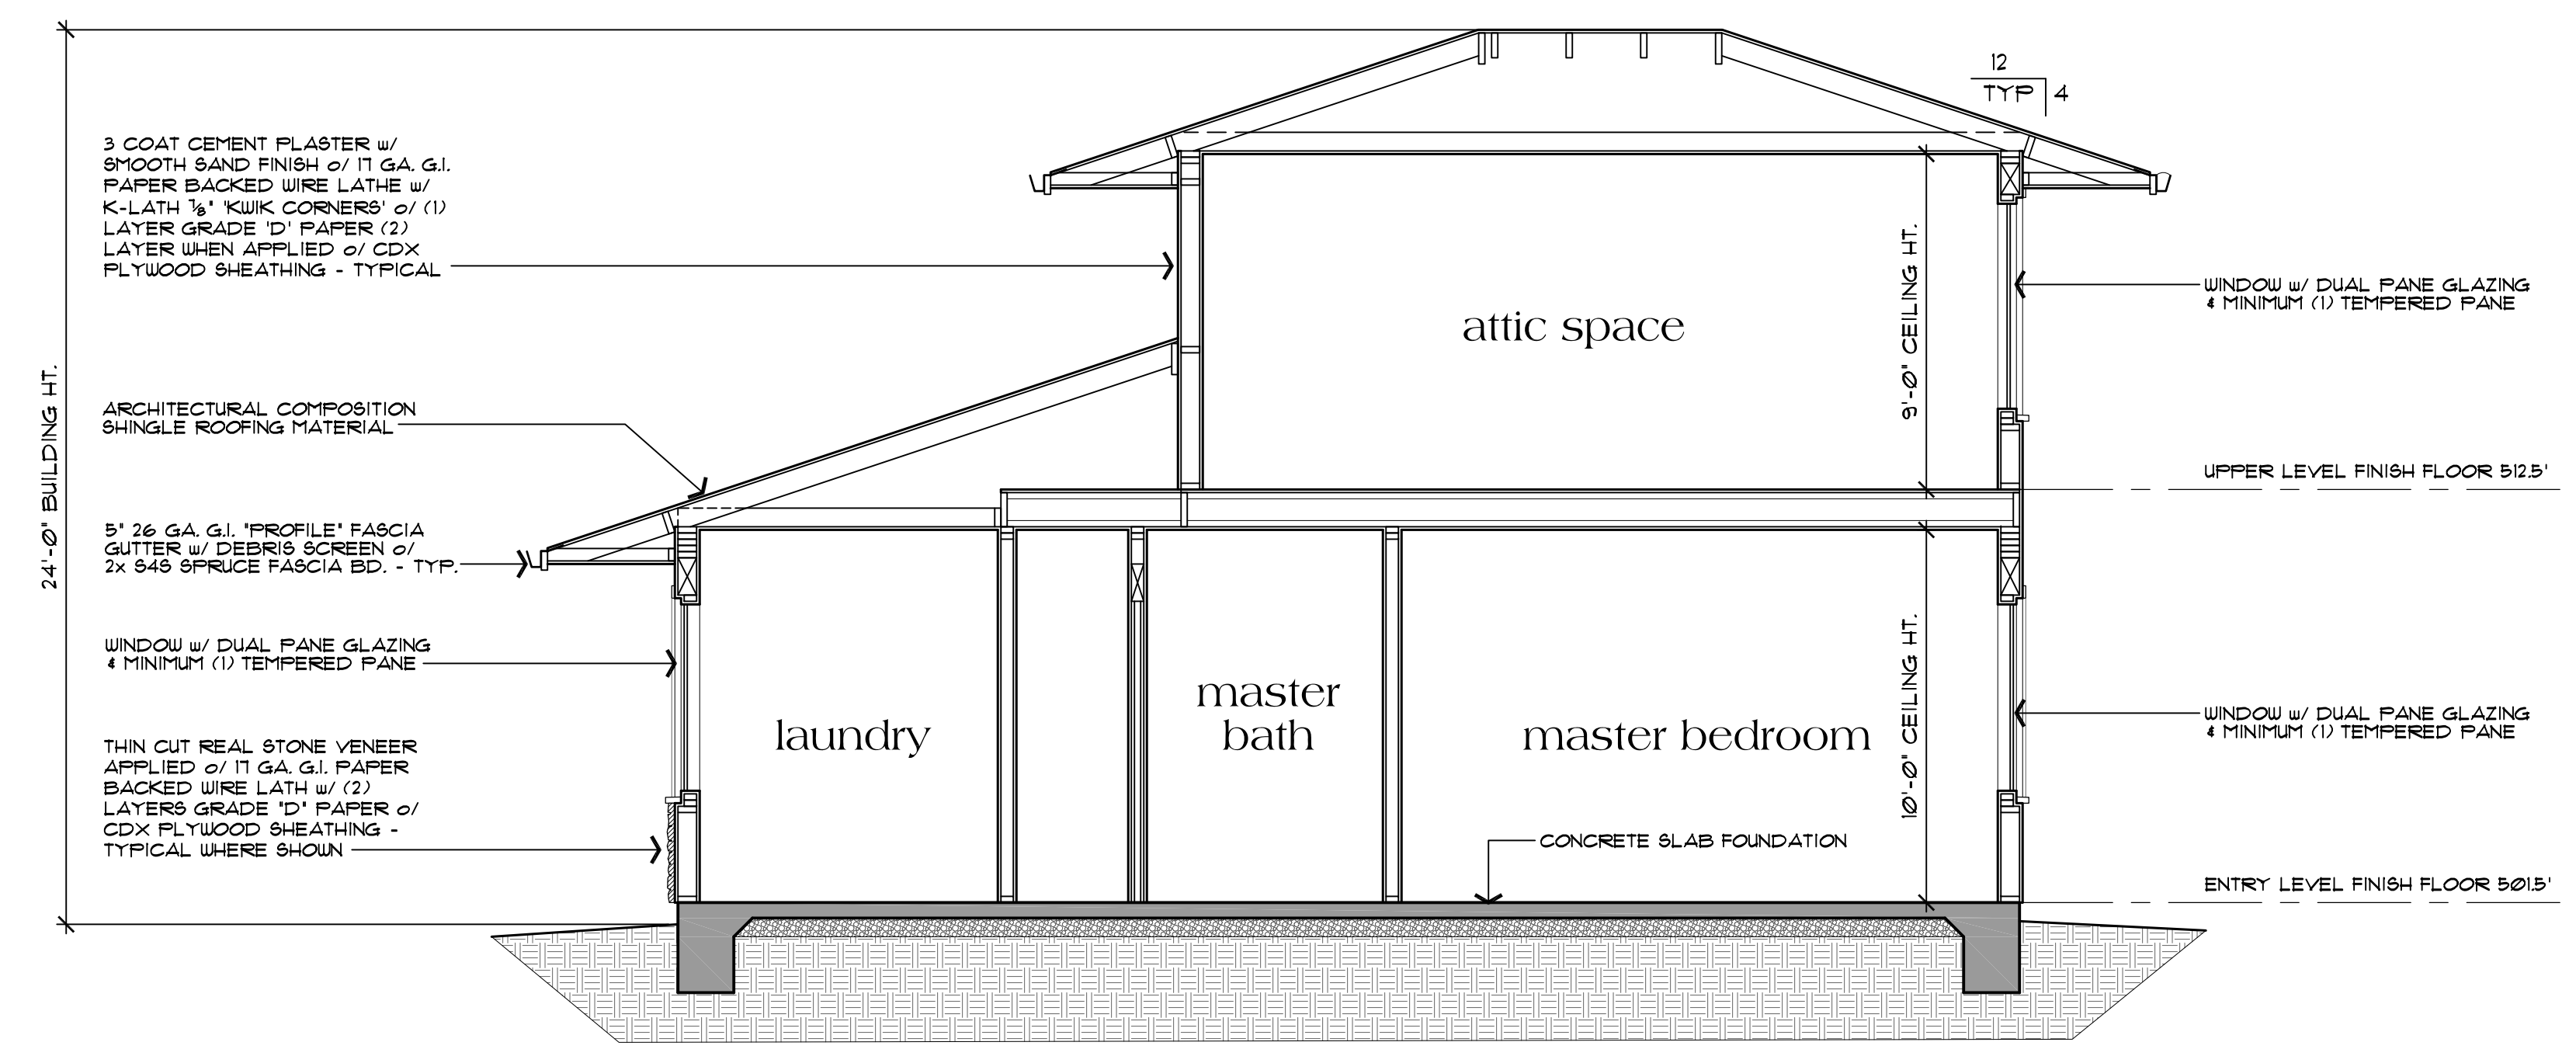 12
TYP 4
3 COAT CEMENT PLASTER w/
SMOOTH SAND FINISH o/ 17 GA. G.I.
PAPER BACKED WIRE LATHE w/
K-LATH ⅞" 'KWIK CORNERS' o/ (1)
LAYER GRADE 'D' PAPER (2)
LAYER WHEN APPLIED o/ CDX
PLYWOOD SHEATHING - TYPICAL
24'-0" BUILDING HT.
ARCHITECTURAL COMPOSITION
SHINGLE ROOFING MATERIAL
5" 26 GA. G.I. "PROFILE" FASCIA
GUTTER w/ DEBRIS SCREEN o/
2x S4S SPRUCE FASCIA BD. - TYP.
WINDOW w/ DUAL PANE GLAZING
& MINIMUM (1) TEMPERED PANE
THIN CUT REAL STONE VENEER
APPLIED o/ 17 GA. G.I. PAPER
BACKED WIRE LATH w/ (2)
LAYERS GRADE "D" PAPER o/
CDX PLYWOOD SHEATHING -
TYPICAL WHERE SHOWN
attic space
9'-0" CEILING HT.
laundry
master
bath
master bedroom
10'-0" CEILING HT.
CONCRETE SLAB FOUNDATION
WINDOW w/ DUAL PANE GLAZING
& MINIMUM (1) TEMPERED PANE
UPPER LEVEL FINISH FLOOR 512.5'
WINDOW w/ DUAL PANE GLAZING
& MINIMUM (1) TEMPERED PANE
ENTRY LEVEL FINISH FLOOR 501.5'